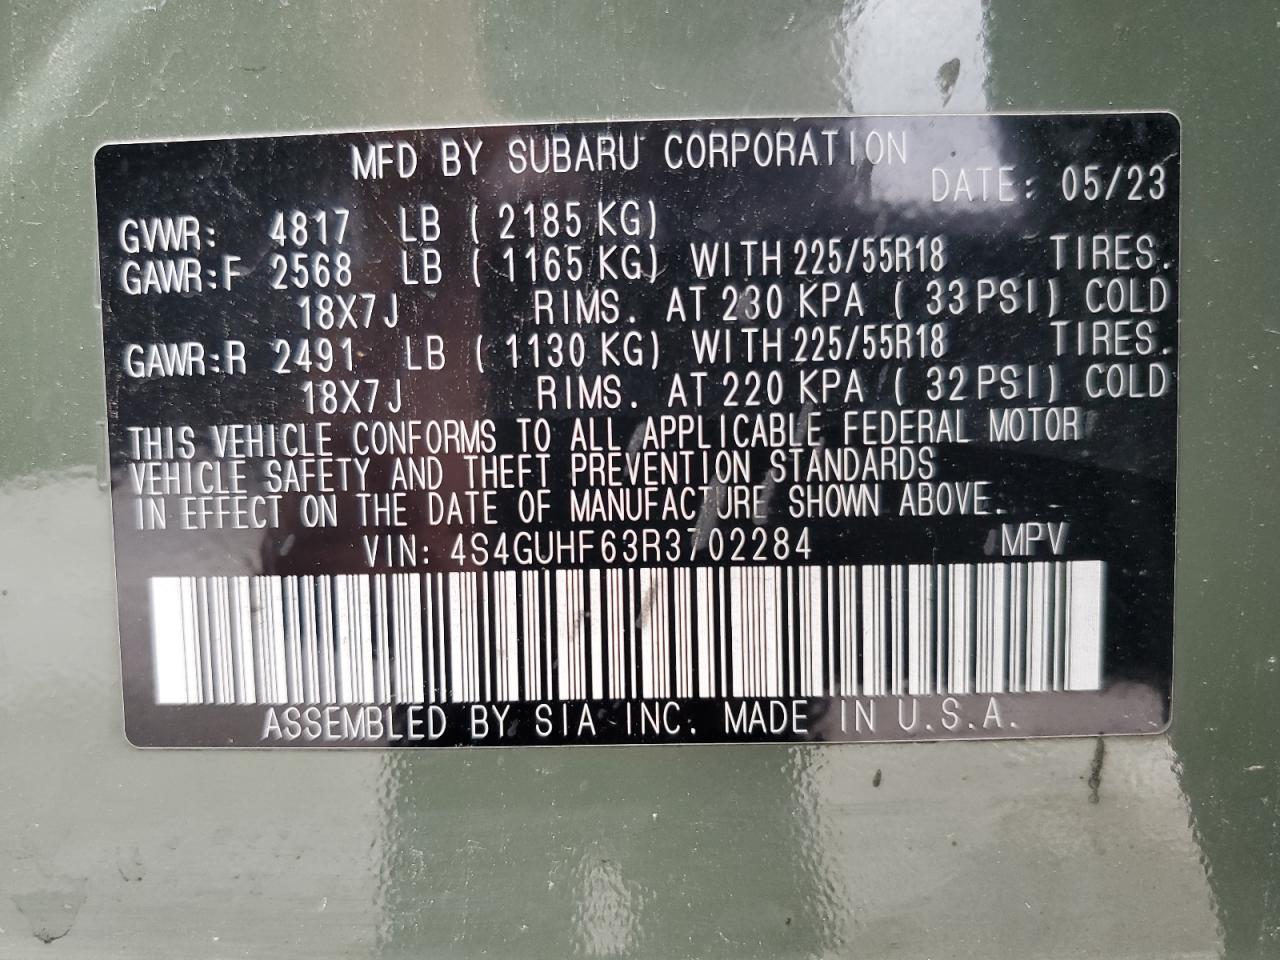 MFD BY SUBARU CORPORATION
DATE: 05/23
GVWR: 4817 LB ( 2185 KG)
GAWR:F 2568 LB ( 1165 KG) WITH 225/55R18 TIRES.
18X7J RIMS. AT 230 KPA ( 33 PSI) COLD
GAWR:R 2491 LB ( 1130 KG) WITH 225/55R18 TIRES.
18X7J RIMS. AT 220 KPA ( 32 PSI) COLD
THIS VEHICLE CONFORMS TO ALL APPLICABLE FEDERAL MOTOR
VEHICLE SAFETY AND THEFT PREVENTION STANDARDS
IN EFFECT ON THE DATE OF MANUFACTURE SHOWN ABOVE.
VIN: 4S4GUHF63R3702284 MPV
ASSEMBLED BY SIA INC. MADE IN U.S.A.